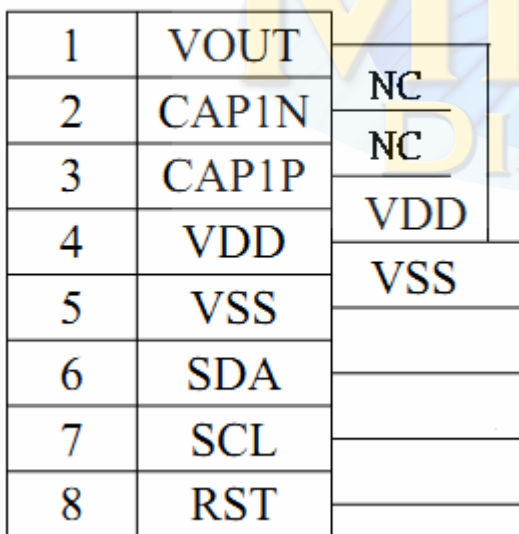 1 VOUT
NC
2 CAP1N
NC
3 CAP1P
VDD
4 VDD
VSS
5 VSS
6 SDA
7 SCL
8 RST